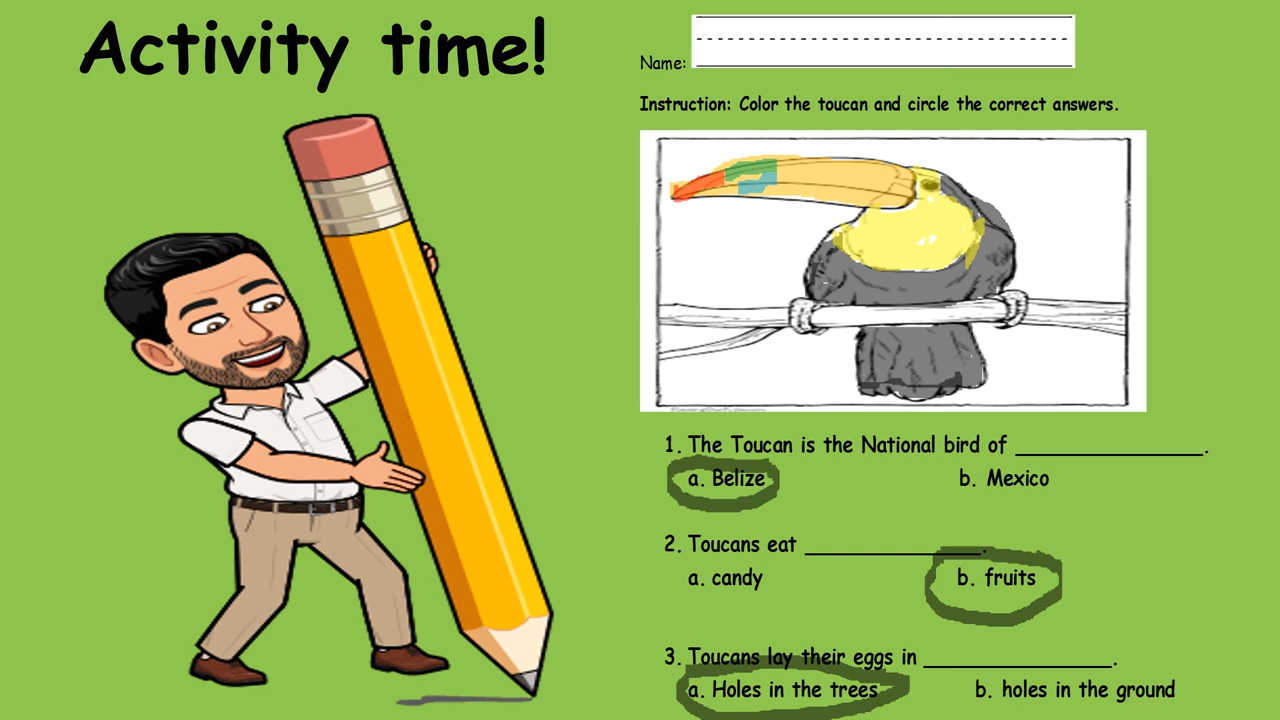 Activity time!
Name:
Instruction: Color the toucan and circle the correct answers.
1. The Toucan is the National bird of _______________.
a. Belize b. Mexico
2. Toucans eat _______________.
a. candy b. fruits
3. Toucans lay their eggs in _______________.
a. Holes in the trees b. holes in the ground